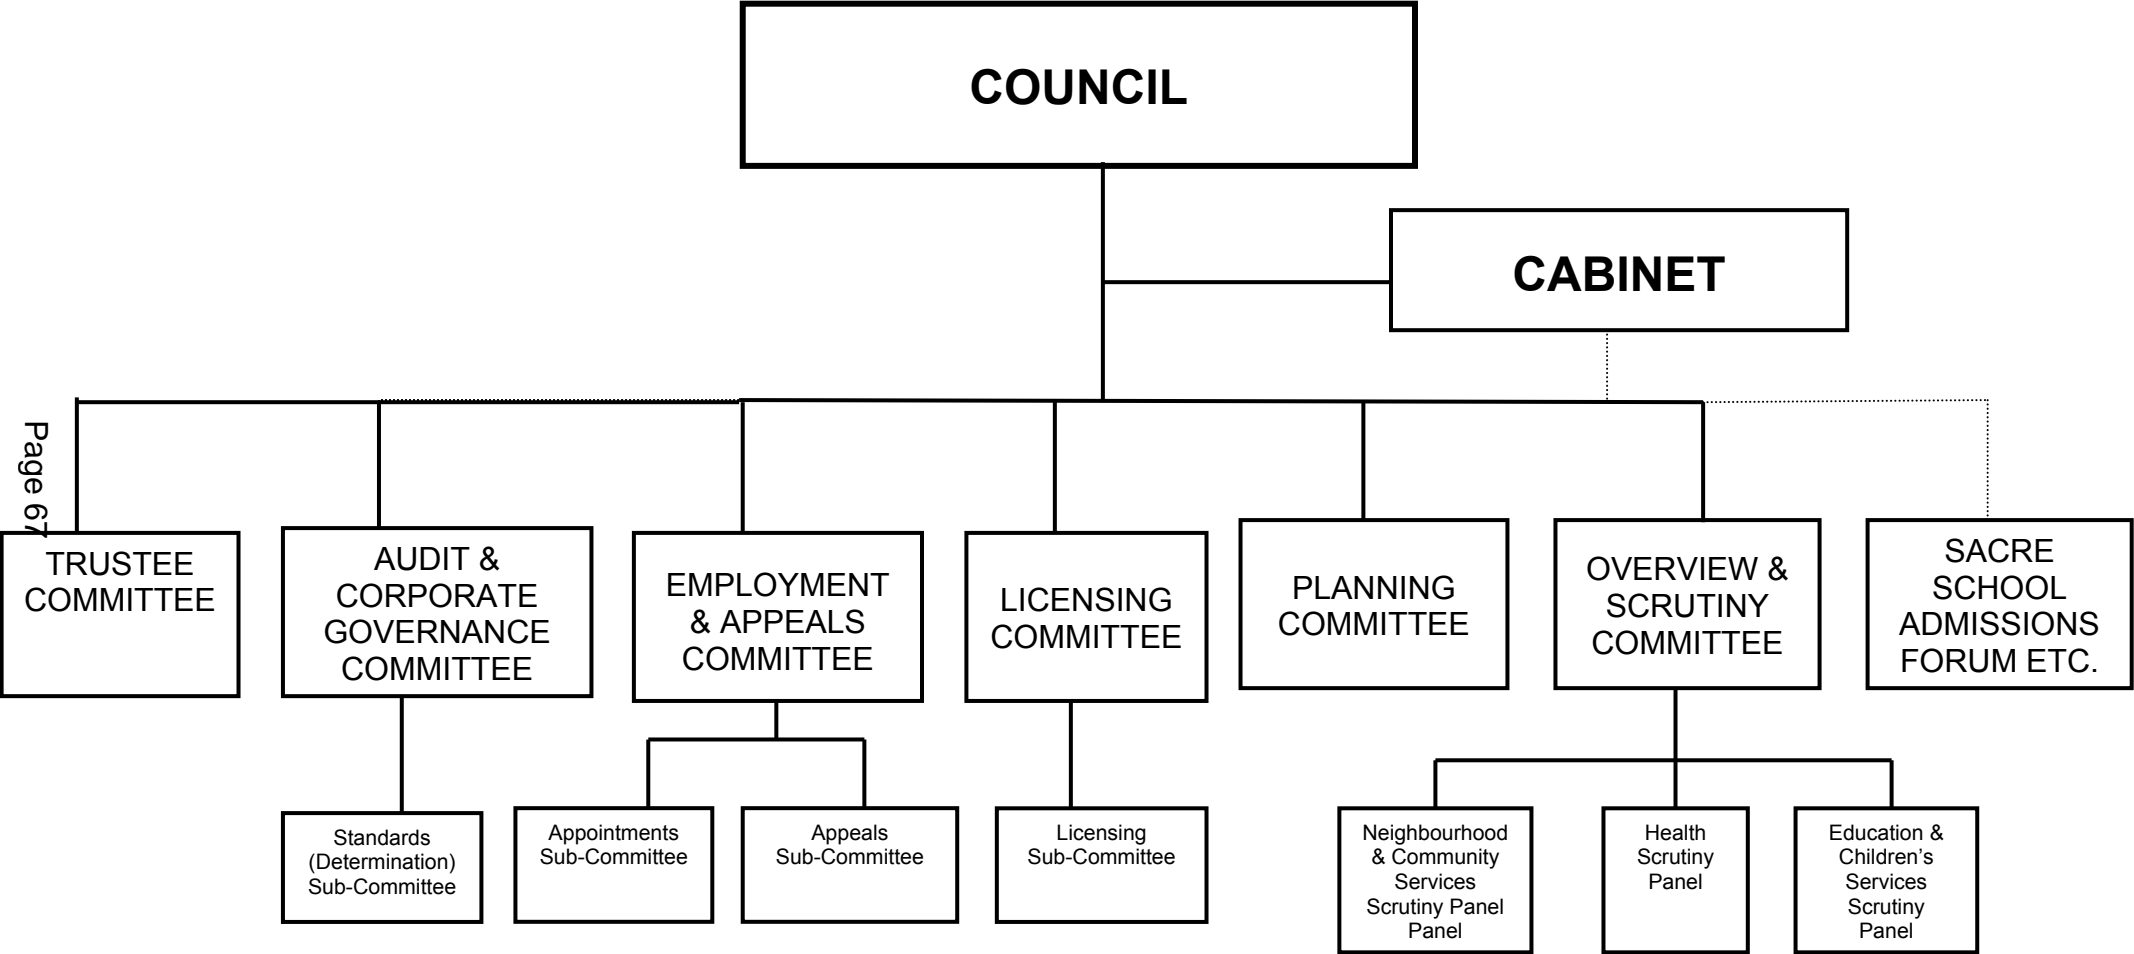 COUNCIL
CABINET
Page 67
TRUSTEE
COMMITTEE
AUDIT &
CORPORATE
GOVERNANCE
COMMITTEE
EMPLOYMENT
& APPEALS
COMMITTEE
LICENSING
COMMITTEE
PLANNING
COMMITTEE
OVERVIEW &
SCRUTINY
COMMITTEE
SACRE
SCHOOL
ADMISSIONS
FORUM ETC.
Standards
(Determination)
Sub-Committee
Appointments
Sub-Committee
Appeals
Sub-Committee
Licensing
Sub-Committee
Neighbourhood
& Community
Services
Scrutiny Panel
Panel
Health
Scrutiny
Panel
Education &
Children’s
Services
Scrutiny
Panel